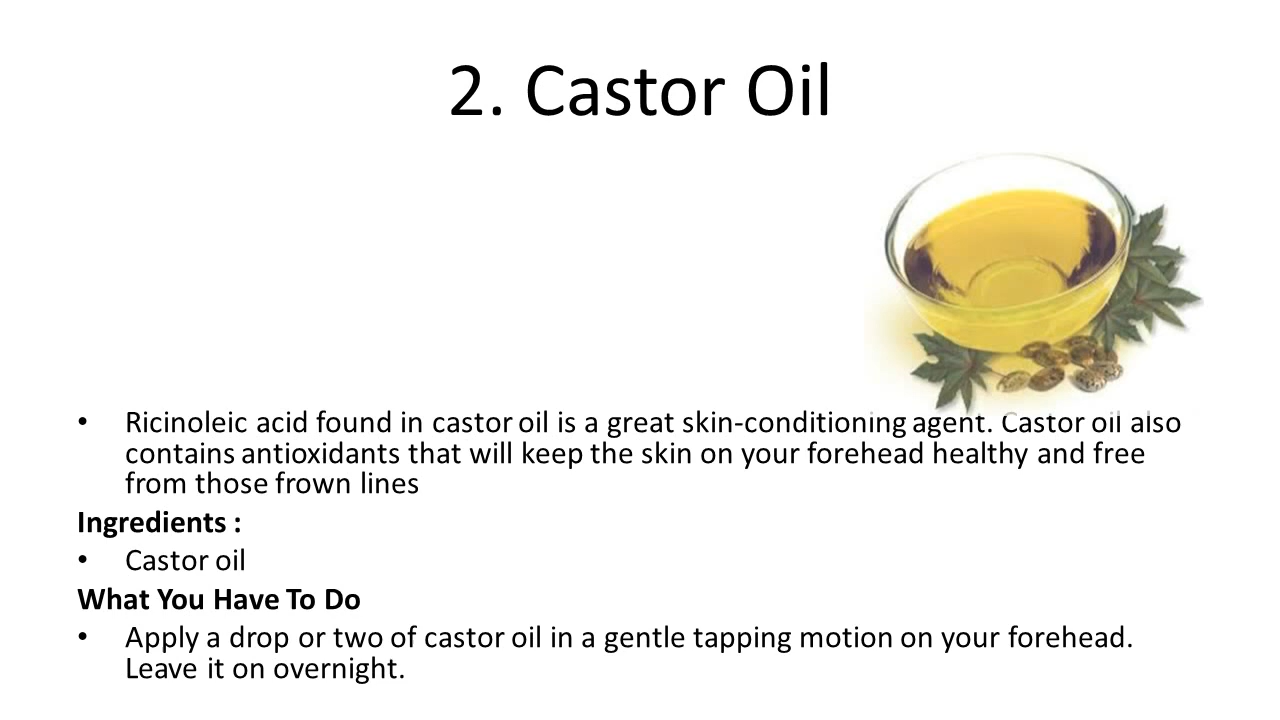 2. Castor Oil
• Ricinoleic acid found in castor oil is a great skin-conditioning agent. Castor oil also
contains antioxidants that will keep the skin on your forehead healthy and free
from those frown lines
Ingredients :
• Castor oil
What You Have To Do
• Apply a drop or two of castor oil in a gentle tapping motion on your forehead.
Leave it on overnight.